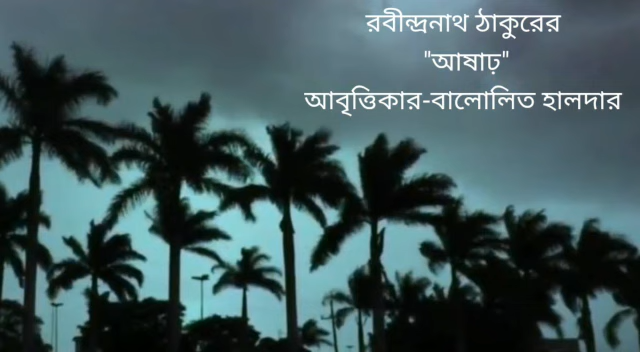 রবীন্দ্রনাথ ঠাকুরের
"আষাঢ়"
আবৃত্তিকার-বালোলিত হালদার